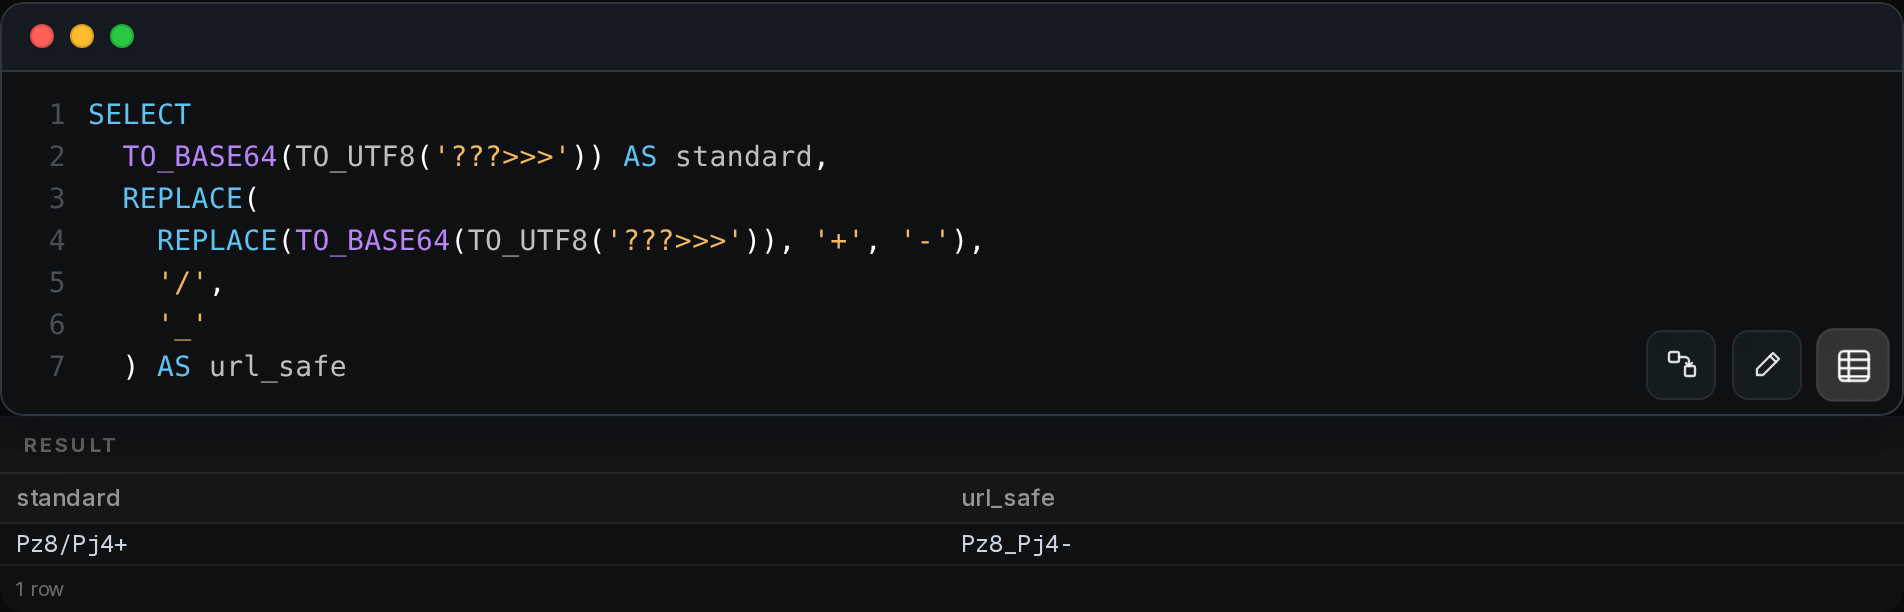 1 SELECT
2   TO_BASE64(TO_UTF8('???>>>')) AS standard,
3   REPLACE(
4     REPLACE(TO_BASE64(TO_UTF8('???>>>')), '+', '-'),
5     '/',
6     '_'
7   ) AS url_safe
RESULT
standard url_safe
Pz8/Pj4+ Pz8_Pj4-
1 row